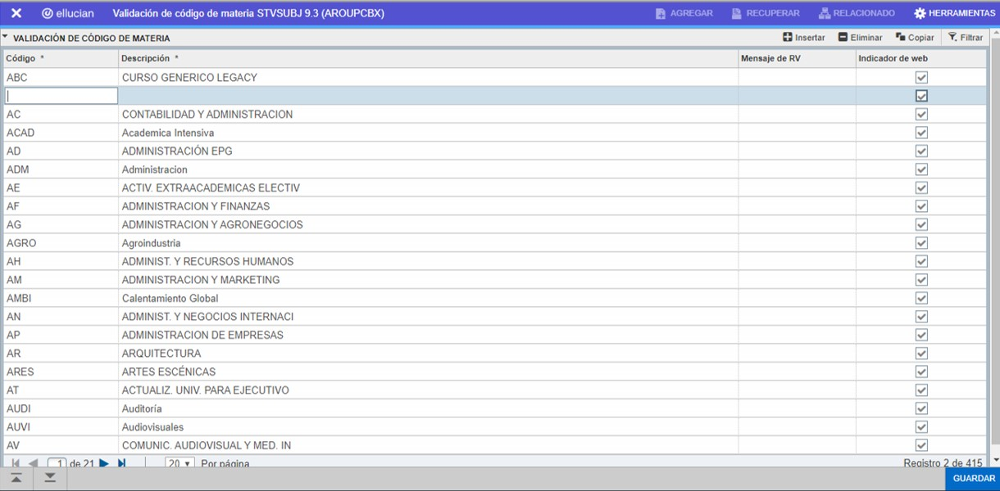 ellucian Validación de código de materia STVSUBJ 9.3 (AROUPCBX) AGREGAR RECUPERAR RELACIONADO HERRAMIENTAS
VALIDACIÓN DE CÓDIGO DE MATERIA Insertar Eliminar Copiar Filtrar
Código * Descripción * Mensaje de RV Indicador de web
ABC CURSO GENERICO LEGACY
AC CONTABILIDAD Y ADMINISTRACION
ACAD Academica Intensiva
AD ADMINISTRACIÓN EPG
ADM Administracion
AE ACTIV. EXTRAACADEMICAS ELECTIV
AF ADMINISTRACION Y FINANZAS
AG ADMINISTRACION Y AGRONEGOCIOS
AGRO Agroindustria
AH ADMINIST. Y RECURSOS HUMANOS
AM ADMINISTRACION Y MARKETING
AMBI Calentamiento Global
AN ADMINIST. Y NEGOCIOS INTERNACI
AP ADMINISTRACION DE EMPRESAS
AR ARQUITECTURA
ARES ARTES ESCÉNICAS
AT ACTUALIZ. UNIV. PARA EJECUTIVO
AUDI Auditoría
AUVI Audiovisuales
AV COMUNIC. AUDIOVISUAL Y MED. IN
1 de 21 20 Por página Registro 2 de 415
GUARDAR